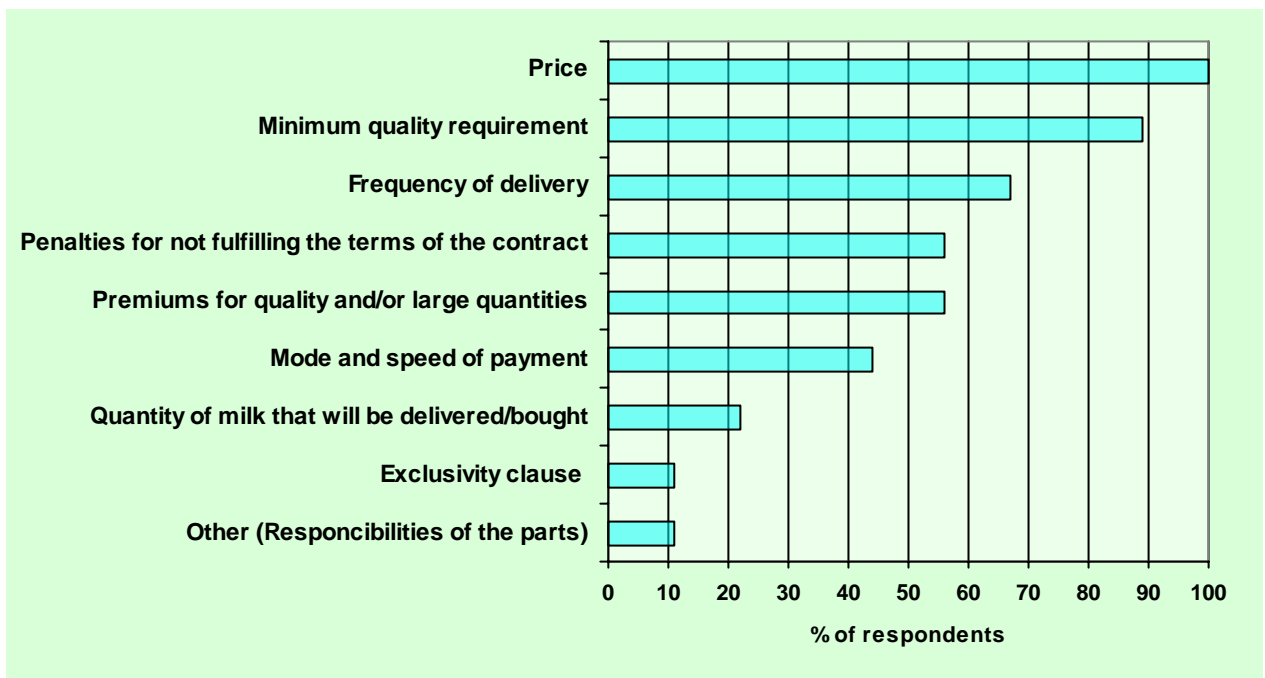 Price
Minimum quality requirement
Frequency of delivery
Penalties for not fulfilling the terms of the contract
Premiums for quality and/or large quantities
Mode and speed of payment
Quantity of milk that will be delivered/bought
Exclusivity clause
Other (Responcibilities of the parts)
0 10 20 30 40 50 60 70 80 90 100
% of respondents